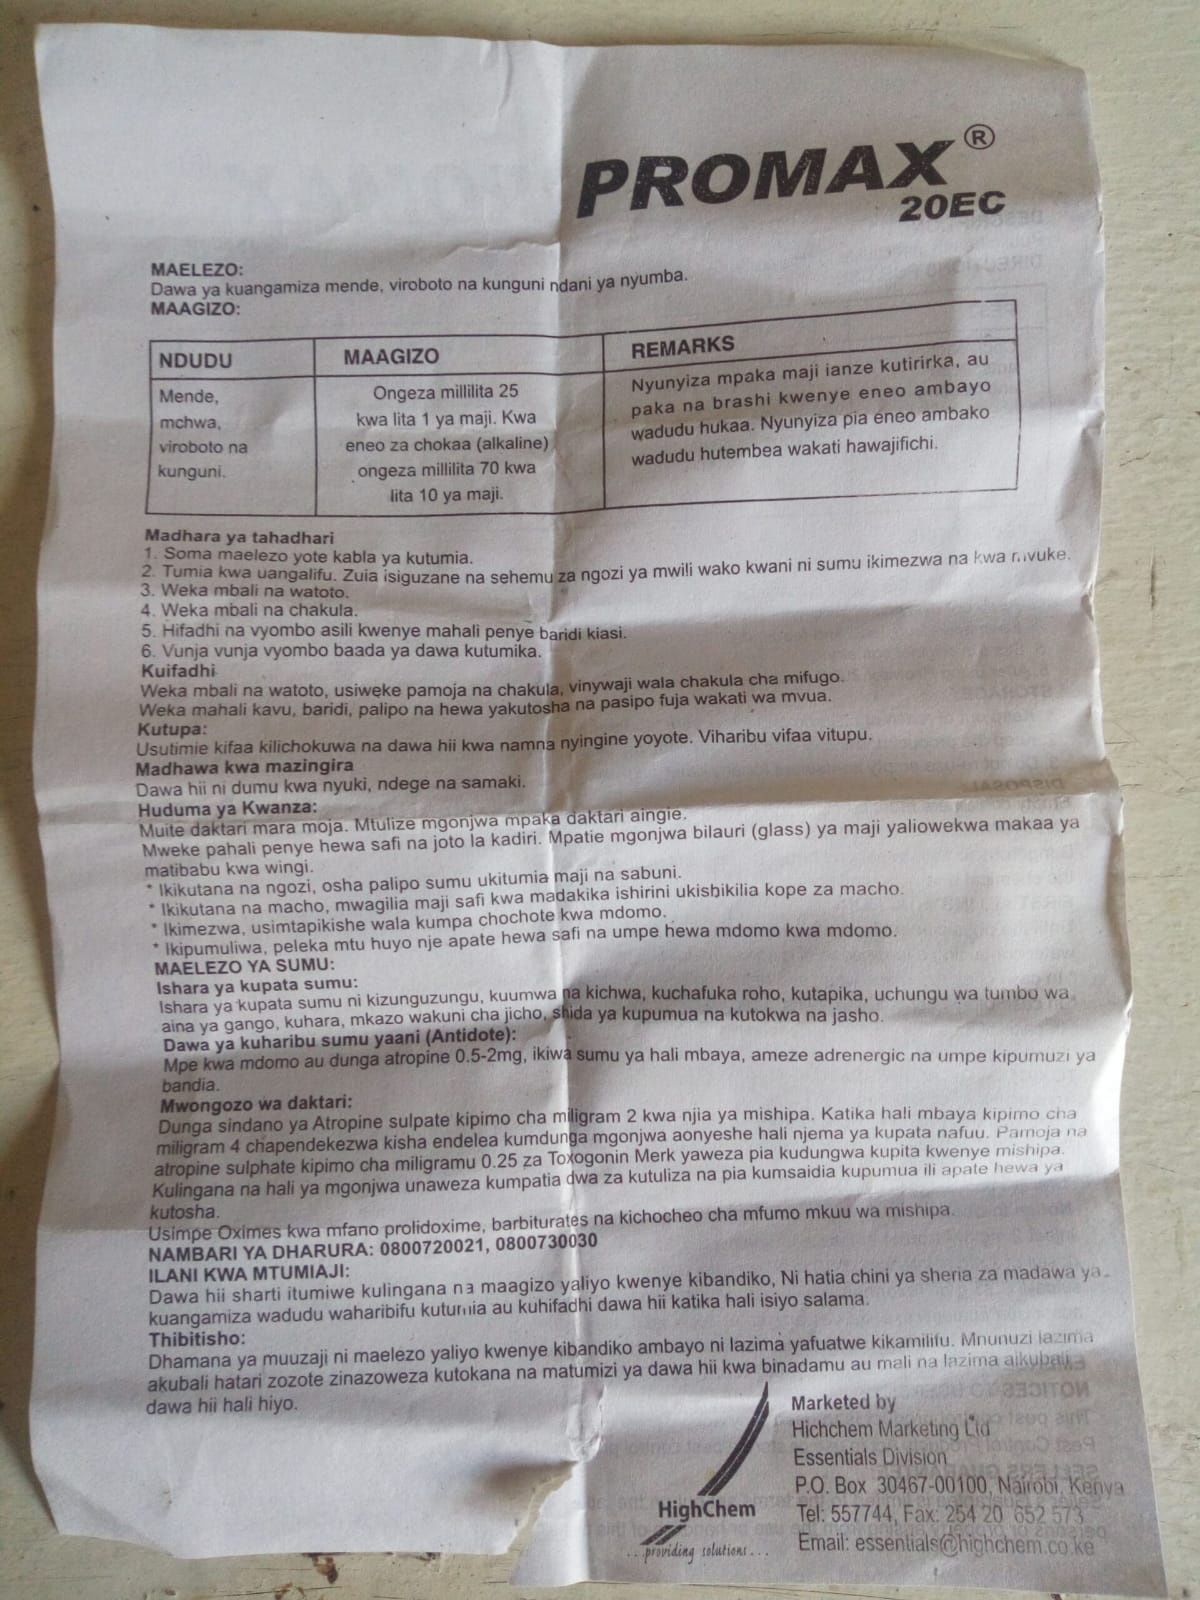 PROMAX®
20EC
MAELEZO:
Dawa ya kuangamiza mende, viroboto na kunguni ndani ya nyumba.
MAAGIZO:
NDUDU
MAAGIZO
REMARKS
Mende,
mchwa,
viroboto na
kunguni.
Ongeza millilita 25
kwa lita 1 ya maji. Kwa
eneo za chokaa (alkaline)
ongeza millilita 70 kwa
lita 10 ya maji.
Nyunyiza mpaka maji ianze kutirirka, au
paka na brashi kwenye eneo ambayo
wadudu hukaa. Nyunyiza pia eneo ambako
wadudu hutembea wakati hawajifichi.
Madhara ya tahadhari
1. Soma maelezo yote kabla ya kutumia.
2. Tumia kwa uangalifu. Zuia isiguzane na sehemu za ngozi ya mwili wako kwani ni sumu ikimezwa na kwa mvuke.
3. Weka mbali na watoto.
4. Weka mbali na chakula.
5. Hifadhi na vyombo asili kwenye mahali penye baridi kiasi.
6. Vunja vunja vyombo baada ya dawa kutumika.
Kuifadhi
Weka mbali na watoto, usiweke pamoja na chakula, vinywaji wala chakula cha mifugo.
Weka mahali kavu, baridi, palipo na hewa yakutosha na pasipo fuja wakati wa mvua.
Kutupa:
Usutimie kifaa kilichokuwa na dawa hii kwa namna nyingine yoyote. Viharibu vifaa vitupu.
Madhawa kwa mazingira
Dawa hii ni dumu kwa nyuki, ndege na samaki.
Huduma ya Kwanza:
Muite daktari mara moja. Mtulize mgonjwa mpaka daktari aingie.
Mweke pahali penye hewa safi na joto la kadiri. Mpatie mgonjwa bilauri (glass) ya maji yaliowekwa makaa ya
matibabu kwa wingi.
* Ikikutana na ngozi, osha palipo sumu ukitumia maji na sabuni.
* Ikikutana na macho, mwagilia maji safi kwa madakika ishirini ukisbikilia kope za macho.
* Ikimezwa, usimtapikishe wala kumpa chochote kwa mdomo.
* Ikipumuliwa, peleka mtu huyo nje apate hewa safi na umpe hewa mdomo kwa mdomo.
MAELEZO YA SUMU:
Ishara ya kupata sumu:
Ishara ya kupata sumu ni kizunguzungu, kuumwa na kichwa, kuchafuka roho, kutapika, uchungu wa tumbo wa
aina ya gango, kuhara, mkazo wakuni cha jicho, shida ya kupumua na kutokwa na jasho.
Dawa ya kuharibu sumu yaani (Antidote):
Mpe kwa mdomo au dunga atropine 0.5-2mg, ikiwa sumu ya hali mbaya, ameze adrenergic na umpe kipumuzi ya
bandia.
Mwongozo wa daktari:
Dunga sindano ya Atropine sulpate kipimo cha miligram 2 kwa njia ya mishipa. Katika hali mbaya kipimo cha
miligram 4 chapendekezwa kisha endelea kumdunga mgonjwa aonyeshe hali njema ya kupata nafuu. Pamoja na
atropine sulphate kipimo cha miligramu 0.25 za Toxogonin Merk yaweza pia kudungwa kupita kwenye mishipa.
Kulingana na hali ya mgonjwa unaweza kumpatia dwa za kutuliza na pia kumsaidia kupumua ili apate hewa ya
kutosha.
Usimpe Oximes kwa mfano prolidoxime, barbiturates na kichocheo cha mfumo mkuu wa mishipa.
NAMBARI YA DHARURA: 0800720021, 0800730030
ILANI KWA MTUMIAJI:
Dawa hii sharti itumiwe kulingana na maagizo yaliyo kwenye kibandiko, Ni hatia chini ya sheria za madawa ya
kuangamiza wadudu waharibifu kutumia au kuhifadhi dawa hii katika hali isiyo salama.
Thibitisho:
Dhamana ya muuzaji ni maelezo yaliyo kwenye kibandiko ambayo ni lazima yafuatwe kikamilifu. Mnunuzi lazima
akubali hatari zozote zinazoweza kutokana na matumizi ya dawa hii kwa binadamu au mali na lazima aikubali
dawa hii hali hiyo.
HighChem
...providing solutions...
Marketed by
Hichchem Marketing Ltd
Essentials Division
P.O. Box 30467-00100, Nairobi, Kenya
Tel: 557744, Fax: 254 20 652 573
Email: essentials@highchem.co.ke